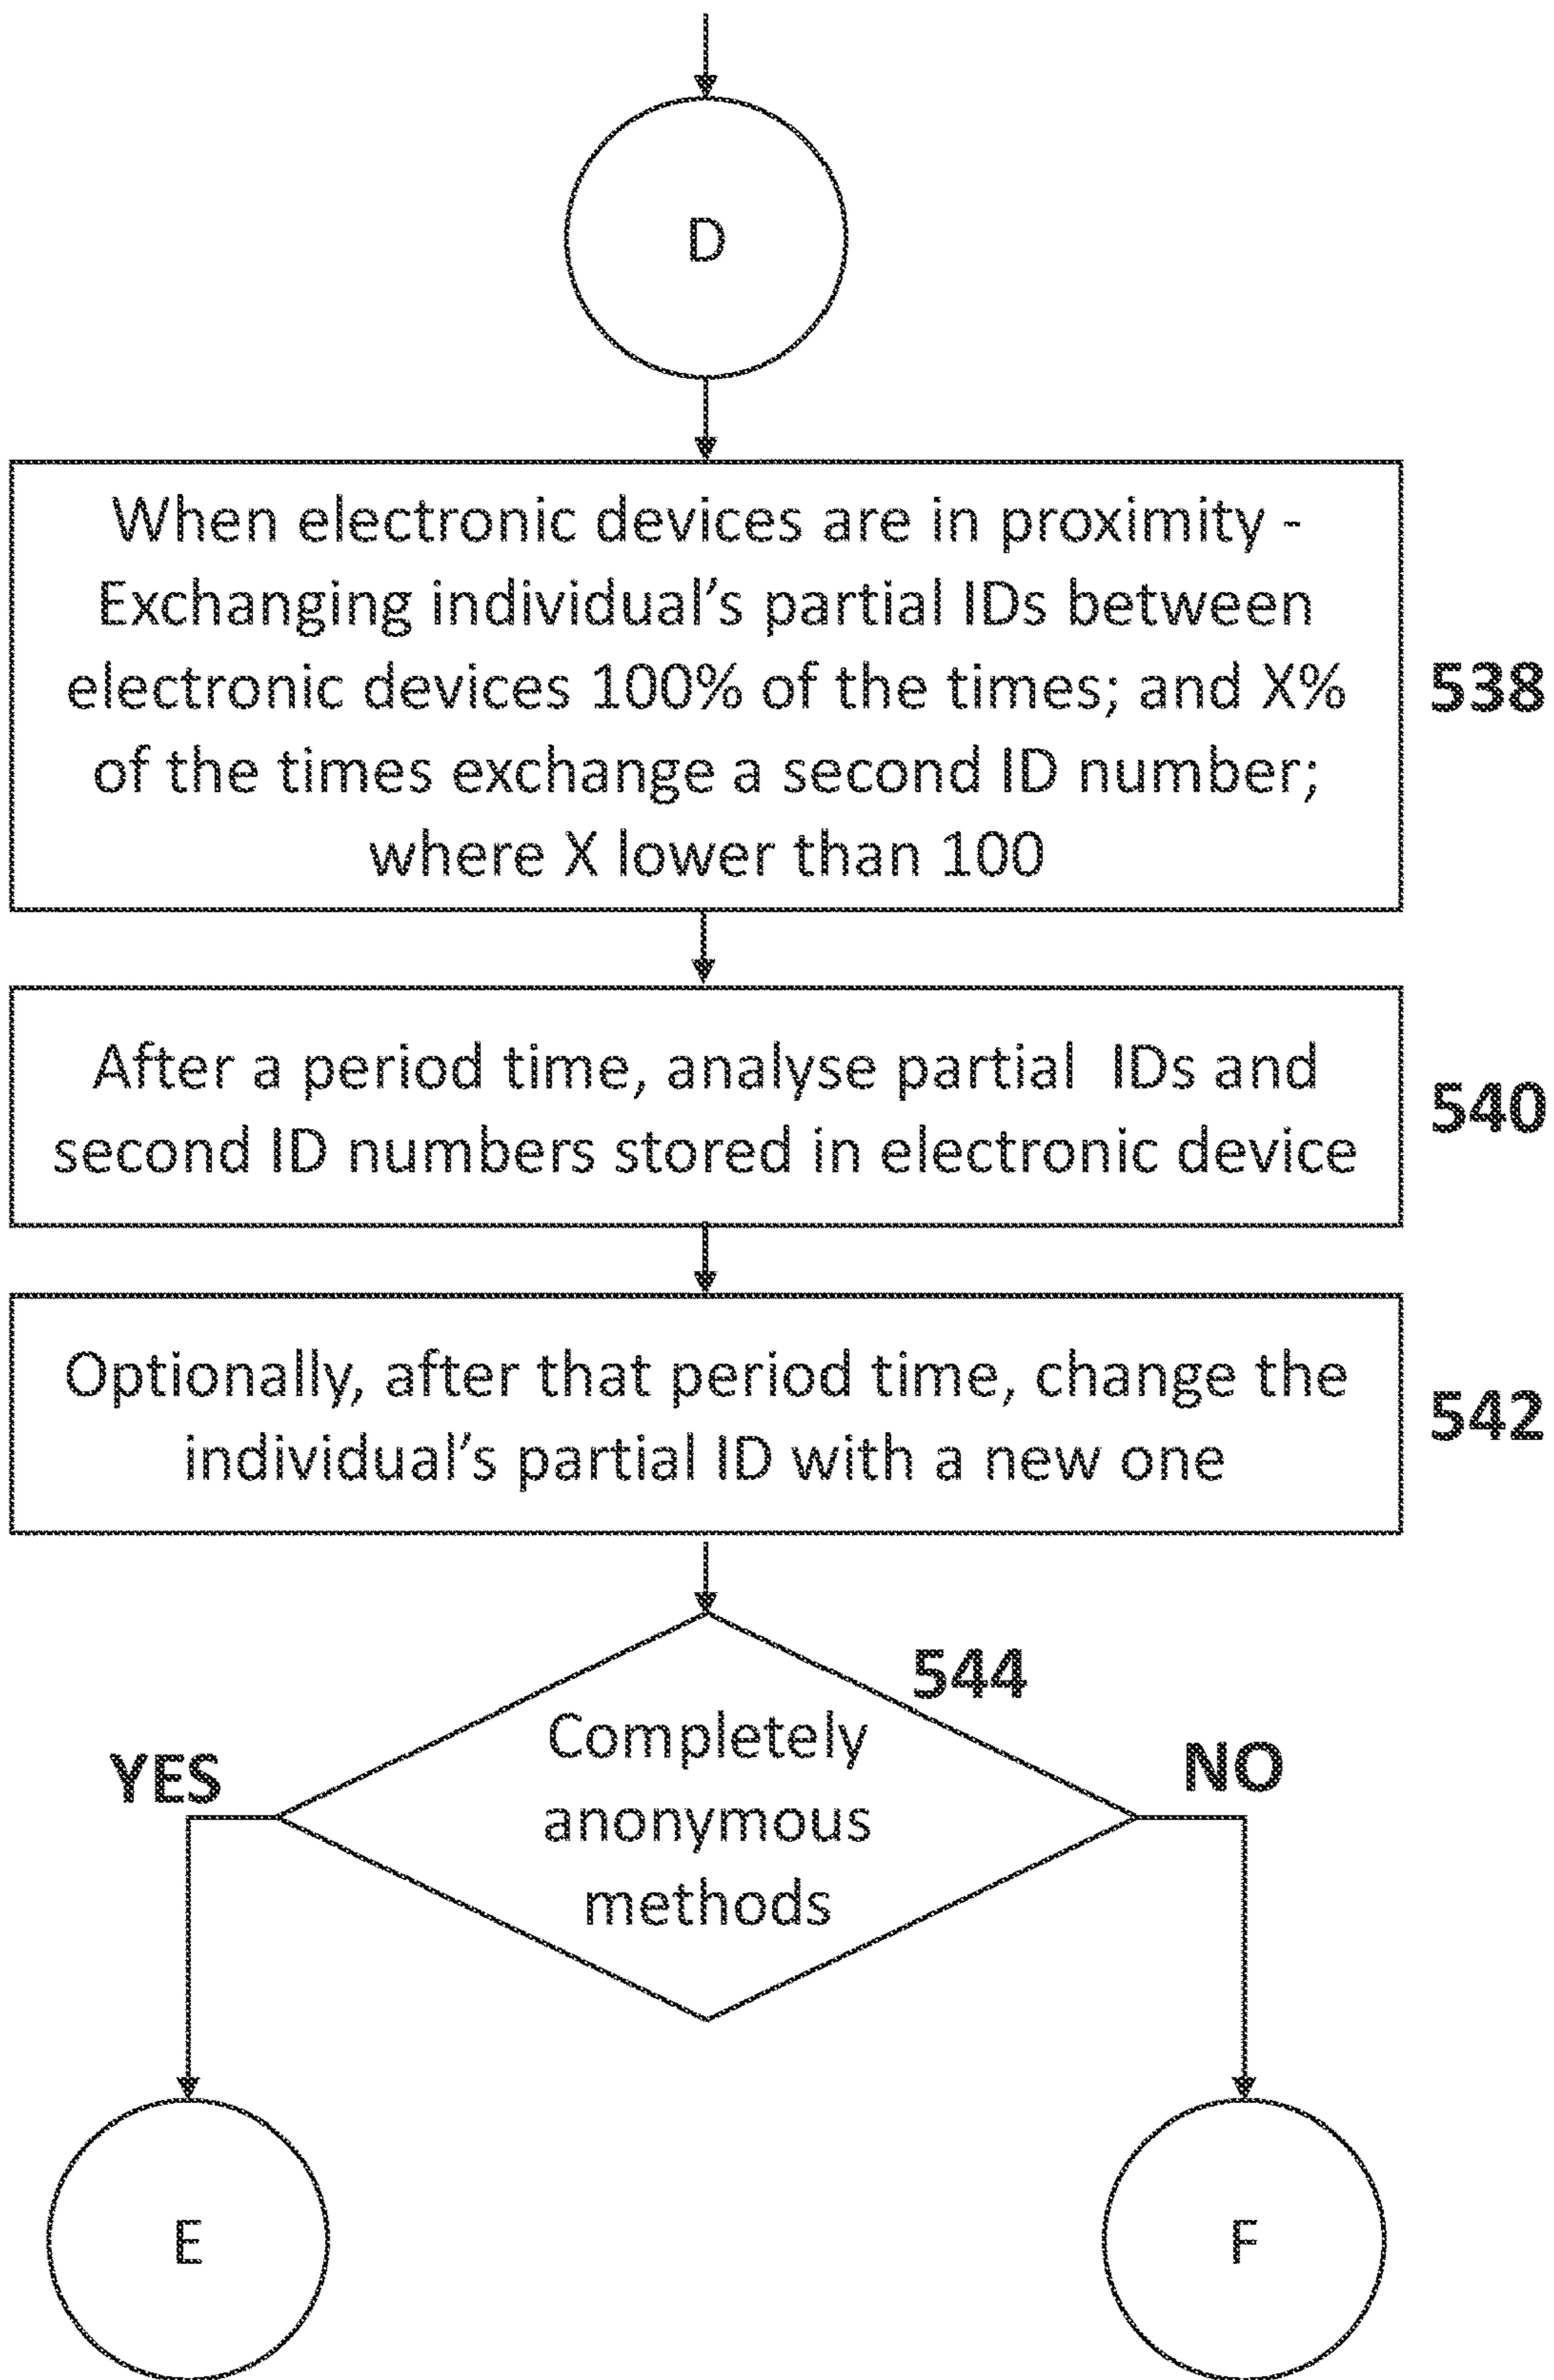 D
When electronic devices are in proximity -
Exchanging individual's partial IDs between
electronic devices 100% of the times; and X%
of the times exchange a second ID number;
where X lower than 100
538
After a period time, analyse partial IDs and
second ID numbers stored in electronic device
540
Optionally, after that period time, change the
individual's partial ID with a new one
542
544
Completely
anonymous
methods
YES
NO
E
F